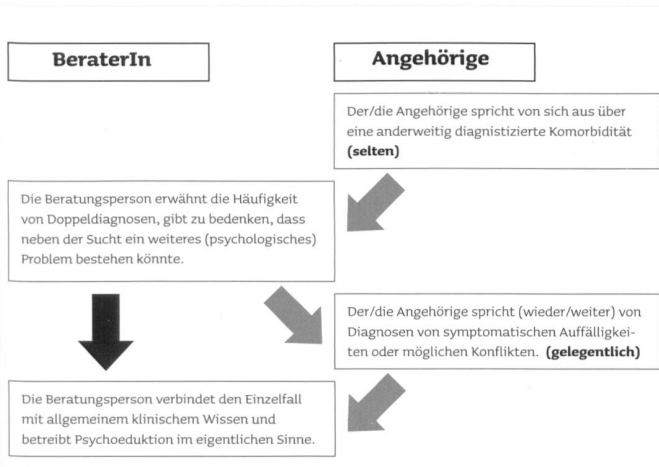 BeraterIn
Angehörige
Der/die Angehörige spricht von sich aus über
eine anderweitig diagnistizierte Komorbidität
(selten)
Die Beratungsperson erwähnt die Häufigkeit
von Doppeldiagnosen, gibt zu bedenken, dass
neben der Sucht ein weiteres (psychologisches)
Problem bestehen könnte.
Der/die Angehörige spricht (wieder/weiter) von
Diagnosen von symptomatischen Auffälligkei-
ten oder möglichen Konflikten. (gelegentlich)
Die Beratungsperson verbindet den Einzelfall
mit allgemeinem klinischem Wissen und
betreibt Psychoeduktion im eigentlichen Sinne.